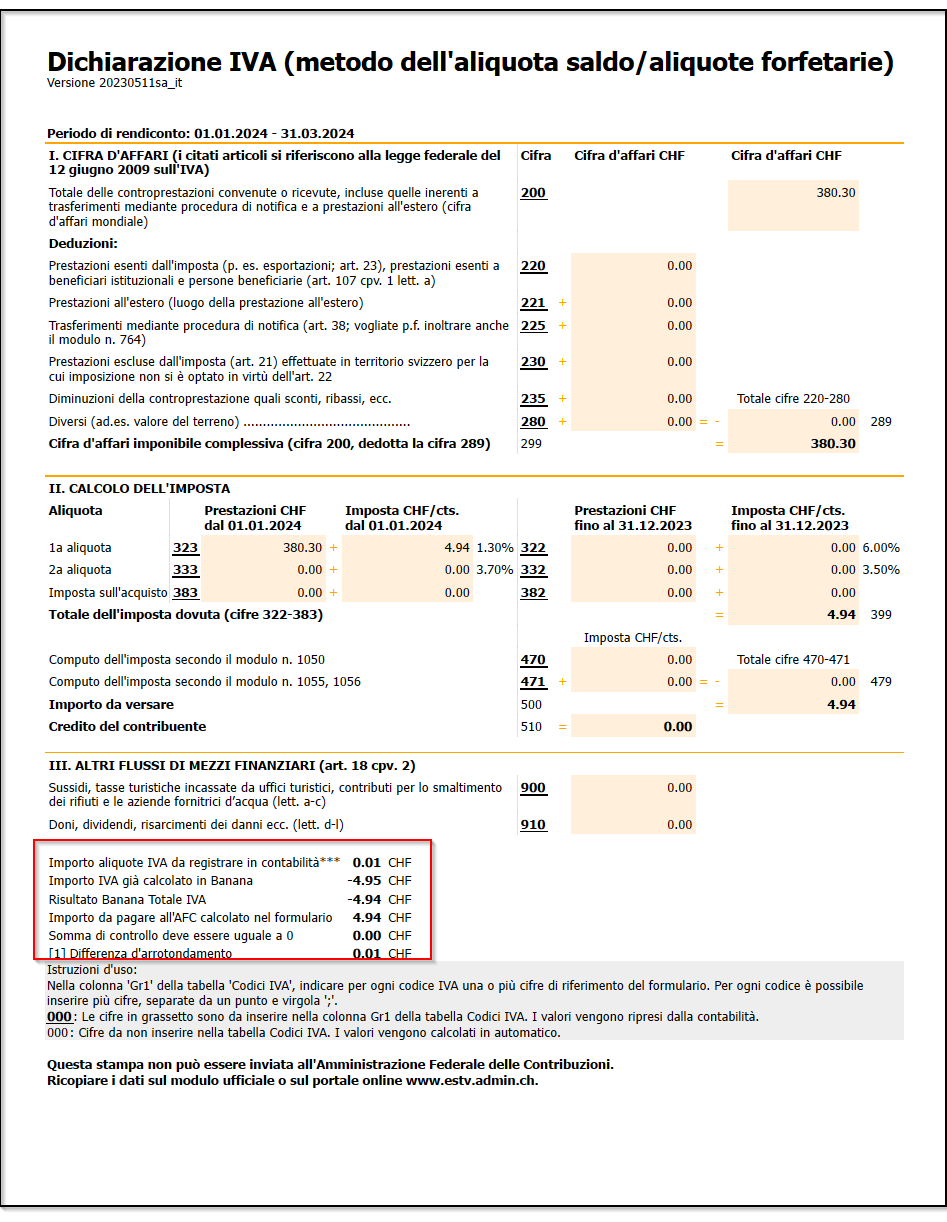 Dichiarazione IVA (metodo dell'aliquota saldo/aliquote forfetarie)
Versione 20230511sa_it
Periodo di rendiconto: 01.01.2024 - 31.03.2024
I. CIFRA D'AFFARI (i citati articoli si riferiscono alla legge federale del 12 giugno 2009 sull'IVA) Cifra Cifra d'affari CHF Cifra d'affari CHF
Totale delle controprestazioni convenute o ricevute, incluse quelle inerenti a 200 380.30
trasferimenti mediante procedura di notifica e a prestazioni all'estero (cifra
d'affari mondiale)
Deduzioni:
Prestazioni esenti dall'imposta (p. es. esportazioni; art. 23), prestazioni esenti a 220 0.00
beneficiari istituzionali e persone beneficiarie (art. 107 cpv. 1 lett. a)
Prestazioni all'estero (luogo della prestazione all'estero) 221 + 0.00
Trasferimenti mediante procedura di notifica (art. 38; vogliate p.f. inoltrare anche 225 + 0.00
il modulo n. 764)
Prestazioni escluse dall'imposta (art. 21) effettuate in territorio svizzero per la 230 + 0.00
cui imposizione non si è optato in virtù dell'art. 22
Diminuzioni della controprestazione quali sconti, ribassi, ecc. 235 + 0.00 Totale cifre 220-280
Diversi (ad.es. valore del terreno) ........................................... 280 + 0.00 = - 0.00 289
Cifra d'affari imponibile complessiva (cifra 200, dedotta la cifra 289) 299 = 380.30
II. CALCOLO DELL'IMPOSTA
Aliquota Prestazioni CHF Imposta CHF/cts. Prestazioni CHF Imposta CHF/cts.
dal 01.01.2024 dal 01.01.2024 fino al 31.12.2023 fino al 31.12.2023
1a aliquota 323 380.30 + 4.94 1.30% 322 0.00 + 0.00 6.00%
2a aliquota 333 0.00 + 0.00 3.70% 332 0.00 + 0.00 3.50%
Imposta sull'acquisto 383 0.00 + 0.00 382 0.00 + 0.00
Totale dell'imposta dovuta (cifre 322-383) = 4.94 399
Imposta CHF/cts.
Computo dell'imposta secondo il modulo n. 1050 470 0.00 Totale cifre 470-471
Computo dell'imposta secondo il modulo n. 1055, 1056 471 + 0.00 = - 0.00 479
Importo da versare 500 = 4.94
Credito del contribuente 510 = 0.00
III. ALTRI FLUSSI DI MEZZI FINANZIARI (art. 18 cpv. 2)
Sussidi, tasse turistiche incassate da uffici turistici, contributi per lo smaltimento 900 0.00
dei rifiuti e le aziende fornitrici d’acqua (lett. a-c)
Doni, dividendi, risarcimenti dei danni ecc. (lett. d-l) 910 0.00
Importo aliquote IVA da registrare in contabilità*** 0.01 CHF
Importo IVA già calcolato in Banana -4.95 CHF
Risultato Banana Totale IVA -4.94 CHF
Importo da pagare all'AFC calcolato nel formulario 4.94 CHF
Somma di controllo deve essere uguale a 0 0.00 CHF
[1] Differenza d'arrotondamento 0.01 CHF
Istruzioni d'uso:
Nella colonna 'Gr1' della tabella 'Codici IVA', indicare per ogni codice IVA una o più cifre di riferimento del formulario. Per ogni codice è possibile
inserire più cifre, separate da un punto e virgola ';'.
000: Le cifre in grassetto sono da inserire nella colonna Gr1 della tabella Codici IVA. I valori vengono ripresi dalla contabilità.
000: Cifre da non inserire nella tabella Codici IVA. I valori vengono calcolati in automatico.
Questa stampa non può essere inviata all'Amministrazione Federale delle Contribuzioni.
Ricopiare i dati sul modulo ufficiale o sul portale online www.estv.admin.ch.